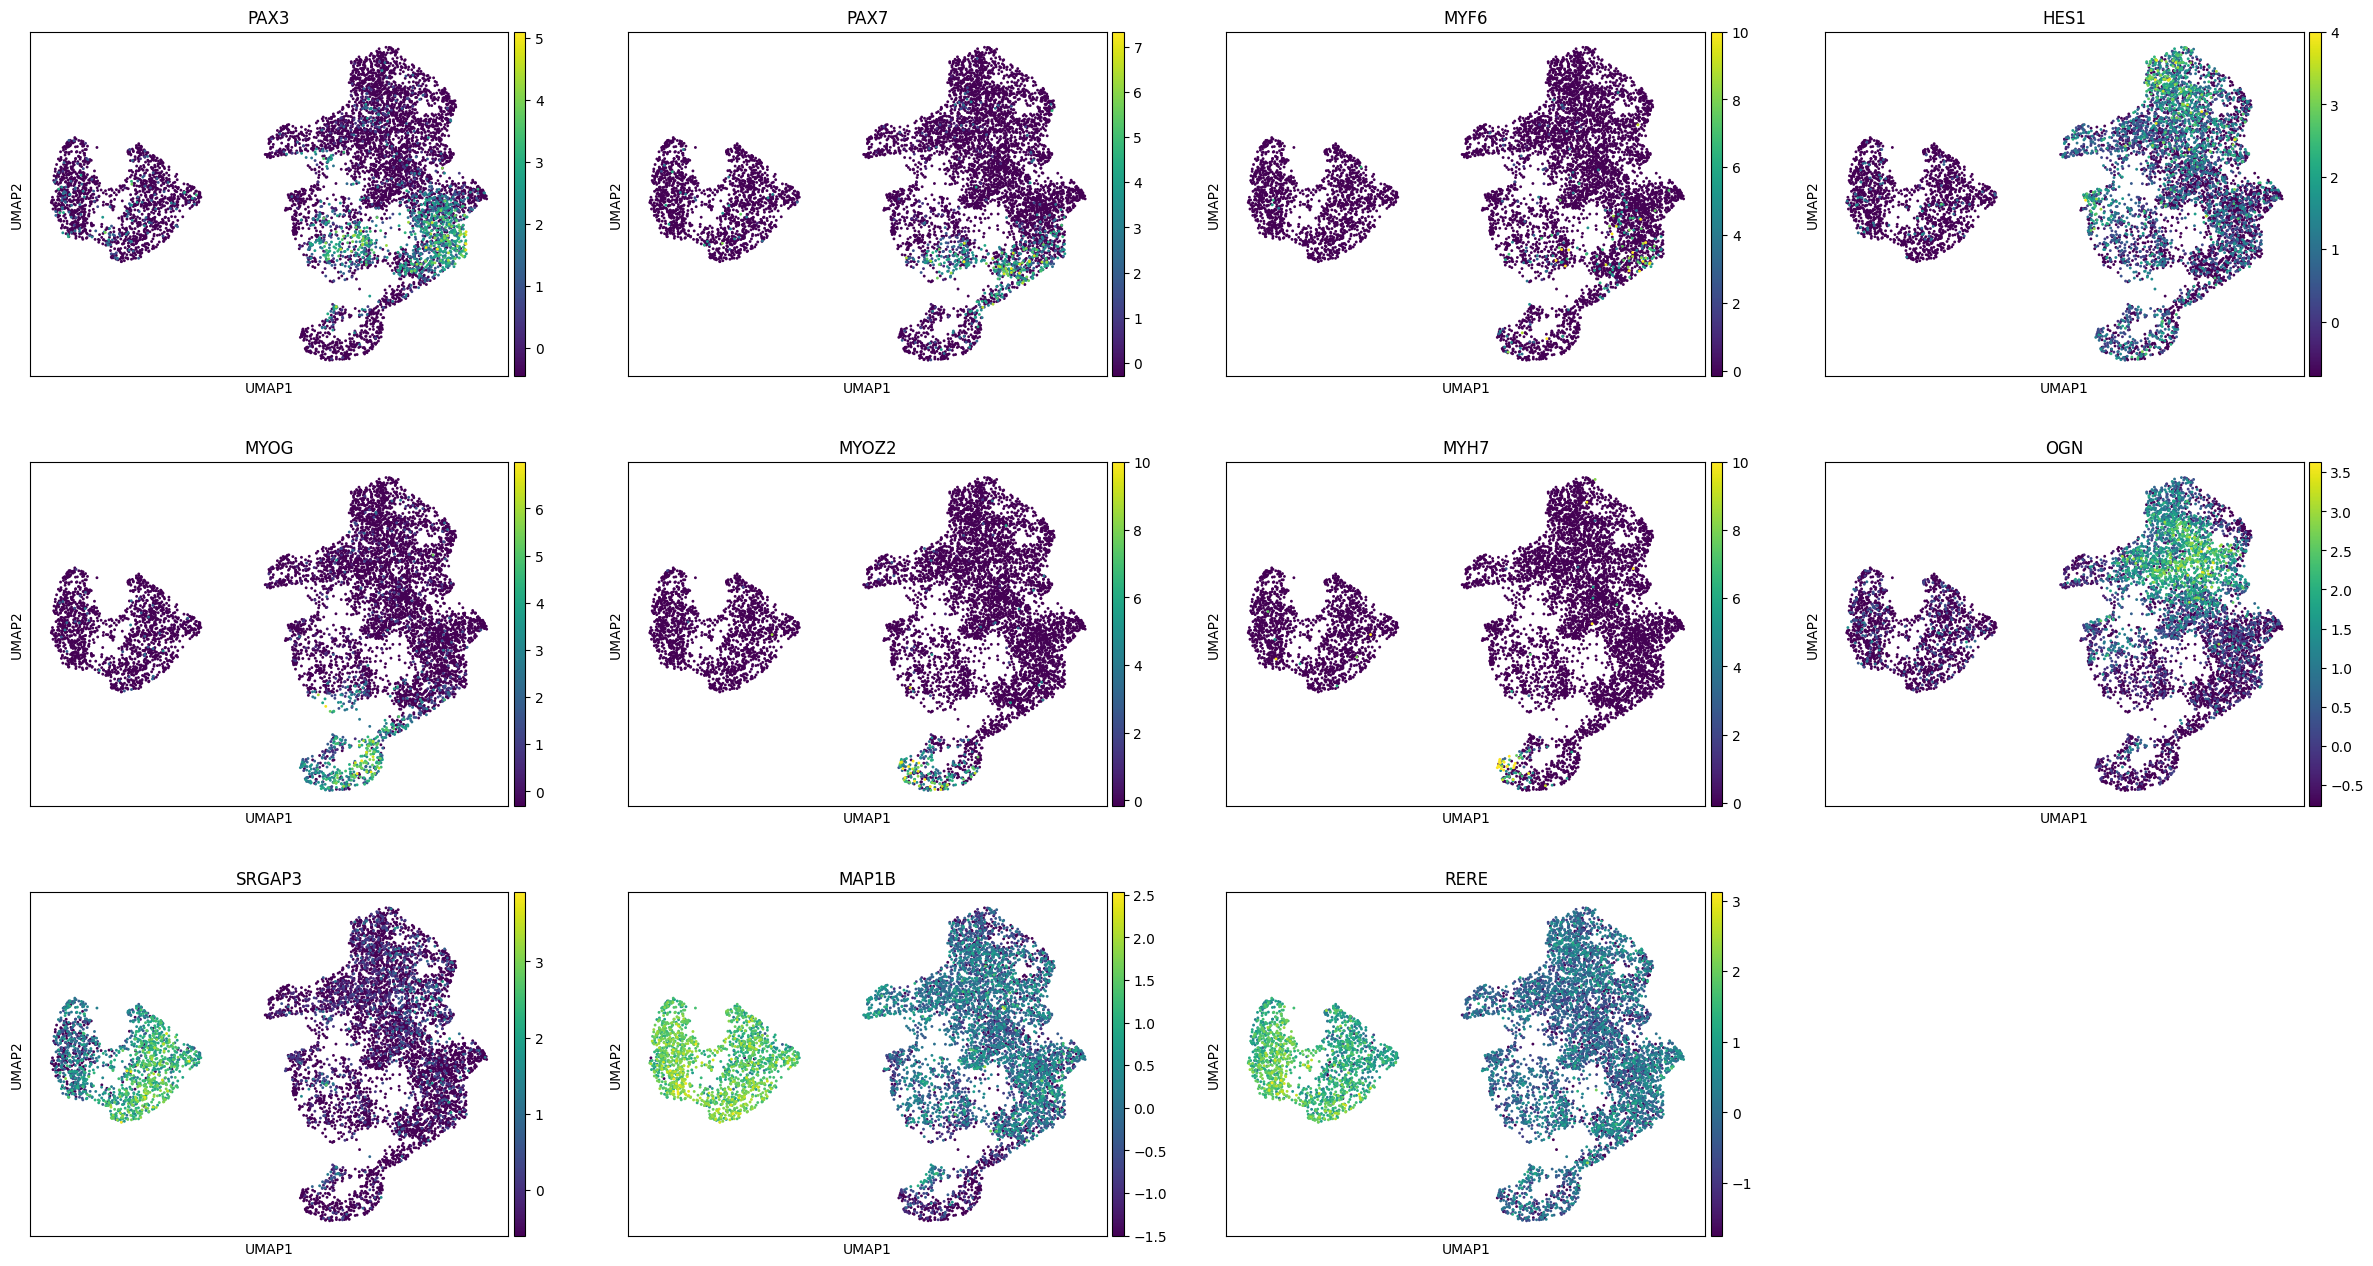 PAX3
PAX7
MYF6
HES1
5
4
3
2
1
0
7
6
5
4
3
2
1
0
10
8
6
4
2
0
4
3
2
1
0
UMAP2
UMAP2
UMAP2
UMAP2
UMAP1
UMAP1
UMAP1
UMAP1
MYOG
MYOZ2
MYH7
OGN
6
5
4
3
2
1
0
10
8
6
4
2
0
10
8
6
4
2
0
3.5
3.0
2.5
2.0
1.5
1.0
0.5
0.0
−0.5
UMAP2
UMAP2
UMAP2
UMAP2
UMAP1
UMAP1
UMAP1
UMAP1
SRGAP3
MAP1B
RERE
3
2
1
0
2.5
2.0
1.5
1.0
0.5
0.0
−0.5
−1.0
−1.5
3
2
1
0
−1
UMAP2
UMAP2
UMAP2
UMAP1
UMAP1
UMAP1